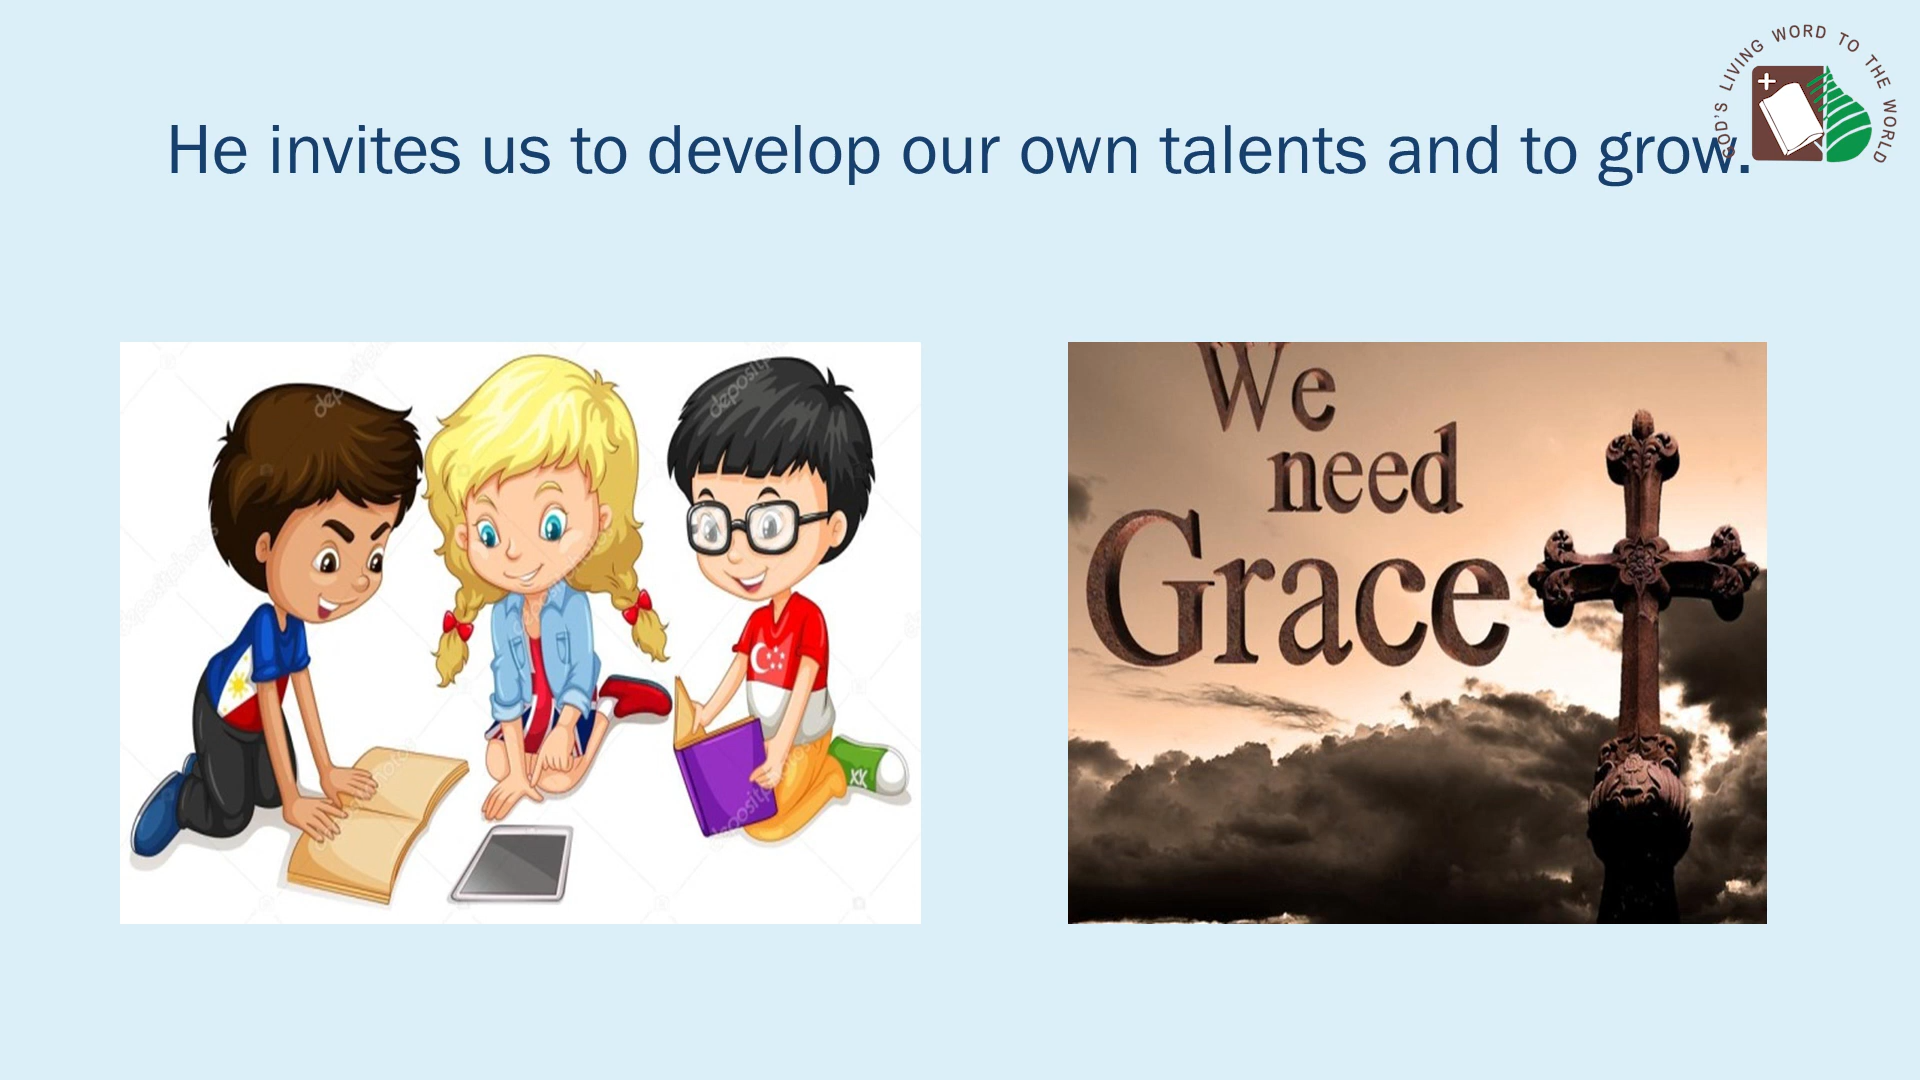 GOD'S LIVING WORD TO THE WORLD
He invites us to develop our own talents and to grow.
depositphotos
We
need
Grace